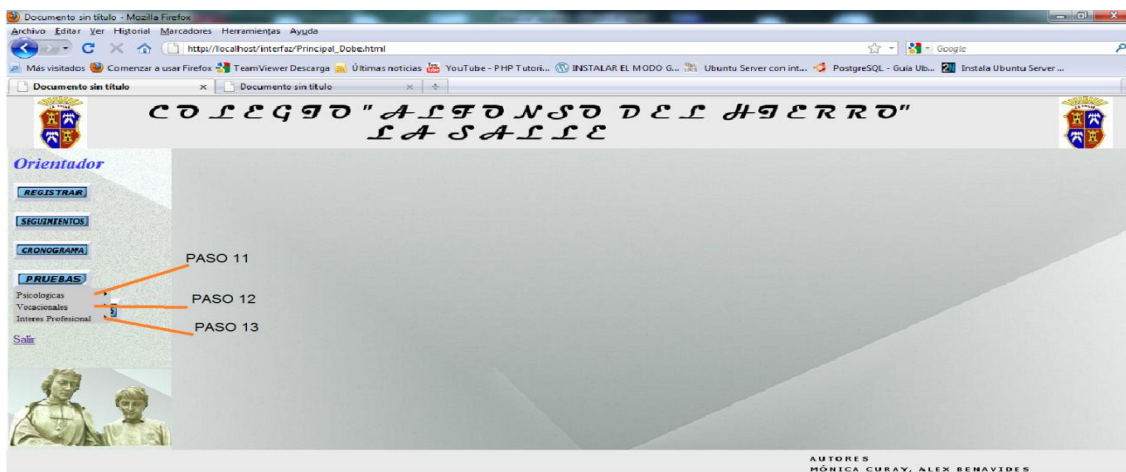 Documento sin título - Mozilla Firefox
Archivo Editar Ver Historial Marcadores Herramientas Ayuda
http://localhost/interfaz/Principal_Dobe.html
Google
Más visitados Comenzar a usar Firefox TeamViewer Descarga Últimas noticias YouTube - PHP Tutori... INSTALAR EL MODO G... Ubuntu Server con int... PostgreSQL - Guía Ub... Instala Ubuntu Server ...
Documento sin título Documento sin título
COLEGIO "ALFONSO DEL HIERRO"
LA SALLE
Orientador
REGISTRAR
SEGUIMIENTOS
CRONOGRAMA
PASO 11
PRUEBAS
Psicologicas
PASO 12
Vocacionales
Interes Profesional
PASO 13
Salir
AUTORES
MÓNICA CURAY, ALEX BENAVIDES